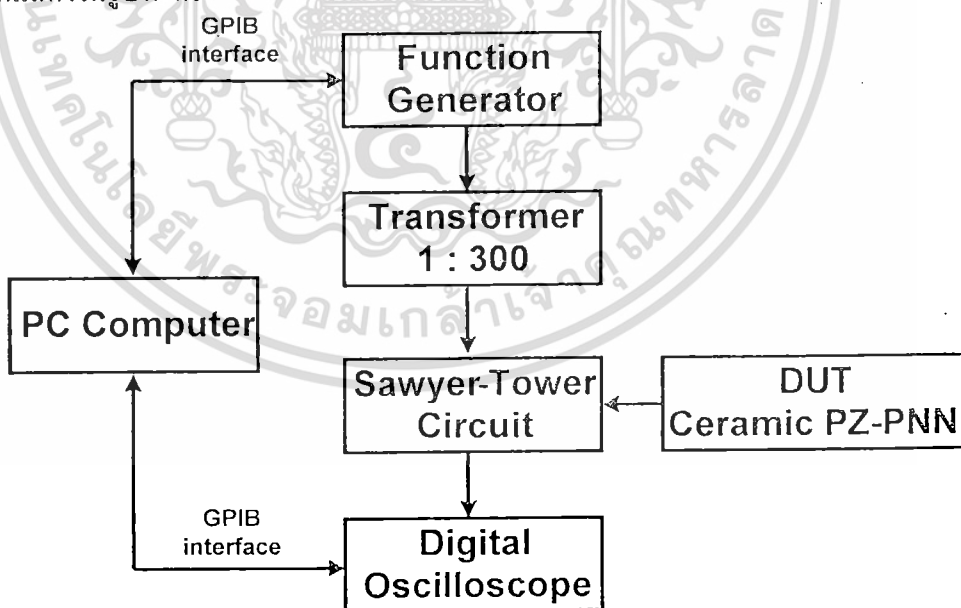 GPIB
interface
Function
Generator
Transformer
1 : 300
PC Computer
Sawyer-Tower
Circuit
DUT
Ceramic PZ-PNN
GPIB
interface
Digital
Oscilloscope